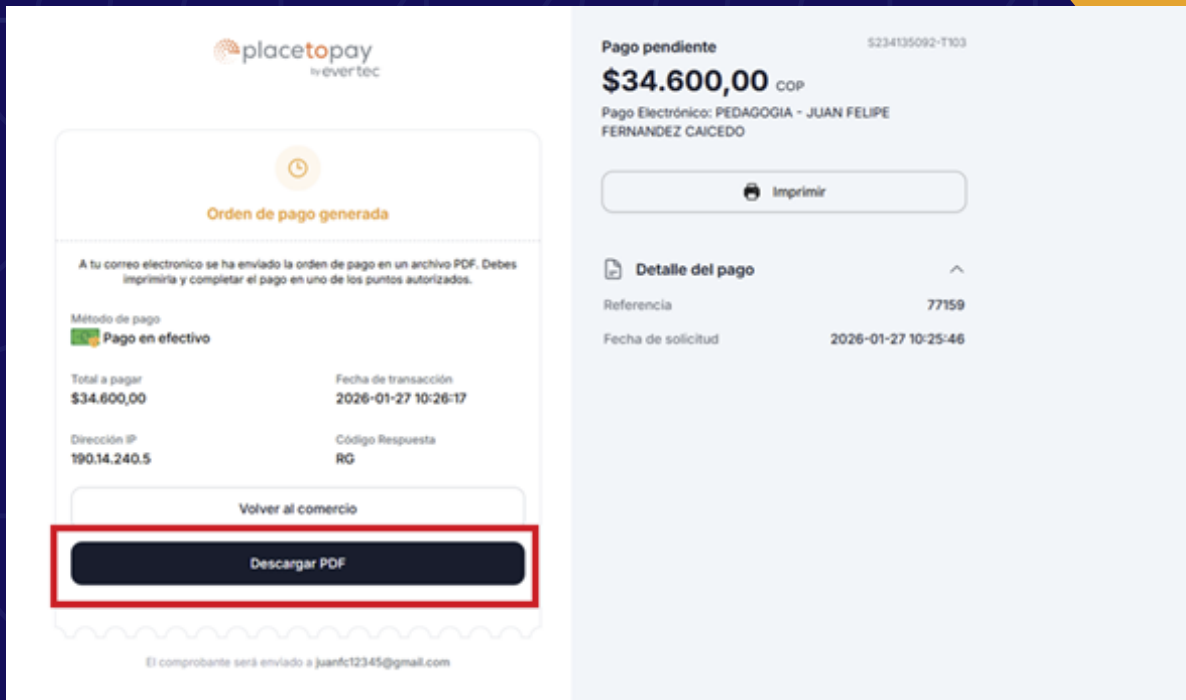 placetopay
by evertec
Orden de pago generada
A tu correo electronico se ha enviado la orden de pago en un archivo PDF. Debes
imprimirla y completar el pago en uno de los puntos autorizados.
Método de pago
Pago en efectivo
Total a pagar
$34.600,00
Fecha de transacción
2026-01-27 10:26:17
Dirección IP
190.14.240.5
Código Respuesta
RG
Volver al comercio
Descargar PDF
El comprobante será enviado a juanfc12345@gmail.com
Pago pendiente
S234135092-T103
$34.600,00 COP
Pago Electrónico: PEDAGOGIA - JUAN FELIPE
FERNANDEZ CAICEDO
Imprimir
Detalle del pago
Referencia
77159
Fecha de solicitud
2026-01-27 10:25:46